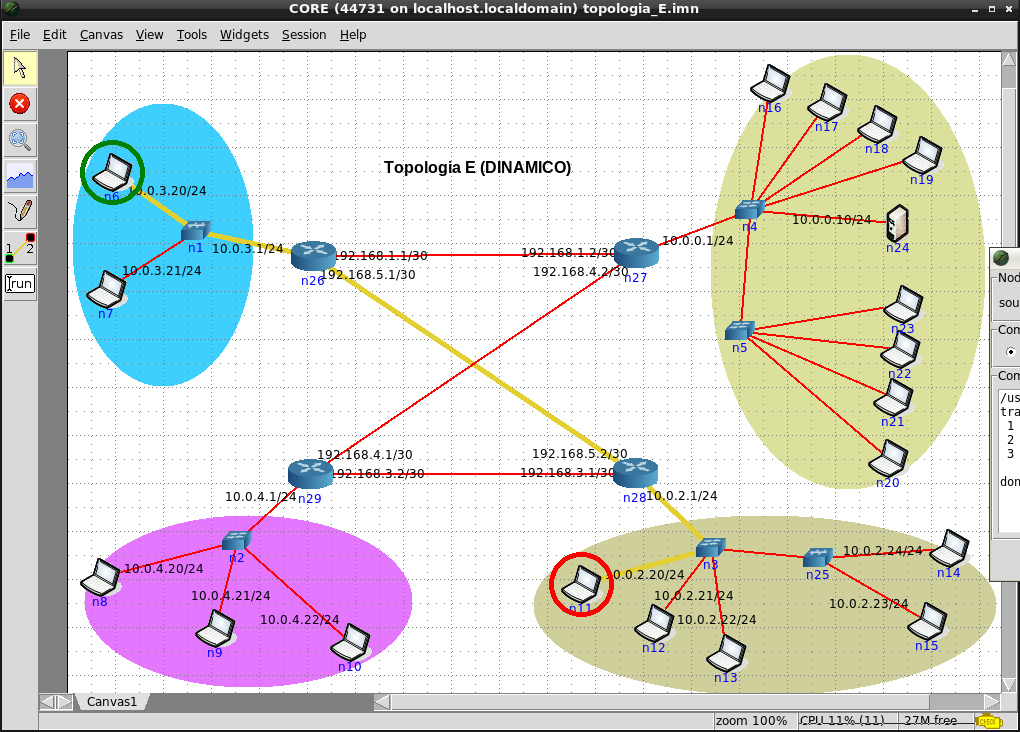 CORE (44731 on localhost.localdomain) topologia_E.imn
File Edit Canvas View Tools Widgets Session Help
Topologia E (DINAMICO)
n16
n17
n18
n19
n6
10.0.3.20/24
n1
10.0.3.1/24
10.0.3.21/24
n7
n26
192.168.1.1/30
192.168.5.1/30
192.168.1.2/30
192.168.4.2/30
n27
10.0.0.1/24
n4
10.0.0.10/24
n24
n23
n5
n22
n21
n20
1
2
run
Nod
sou
Com
Com
/us
tra
1
2
3
don
192.168.4.1/30
192.168.3.2/30
192.168.5.2/30
192.168.3.1/30
10.0.4.1/24
n29
n28
10.0.2.1/24
n2
10.0.4.20/24
n8
10.0.4.21/24
10.0.4.22/24
n9
n10
n3
10.0.2.20/24
n11
10.0.2.21/24
10.0.2.22/24
n12
n13
n25
10.0.2.24/24
n14
10.0.2.23/24
n15
Canvas1
zoom 100%
CPU 11% (11)
27M free
CHECK